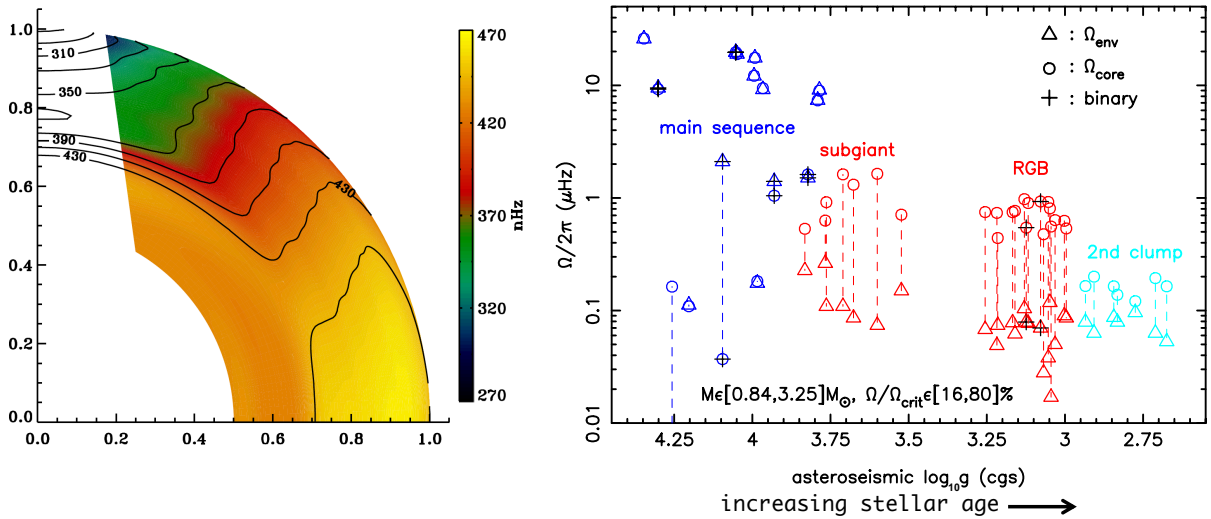 1.0
0.8
0.6
0.4
0.2
0.0
0.0
0.2
0.4
0.6
0.8
1.0
310
350
390
430
430
470
420
370
320
270
nHz
10
1
0.1
0.01
Ω/2π (μHz)
△ : Ω_env
○ : Ω_core
+ : binary
main sequence
subgiant
RGB
2nd clump
Mϵ[0.84,3.25]M_⊙, Ω/Ω_crit ϵ[16,80]%
4.25
4
3.75
3.5
3.25
3
2.75
asteroseismic log₁₀g (cgs)
increasing stellar age